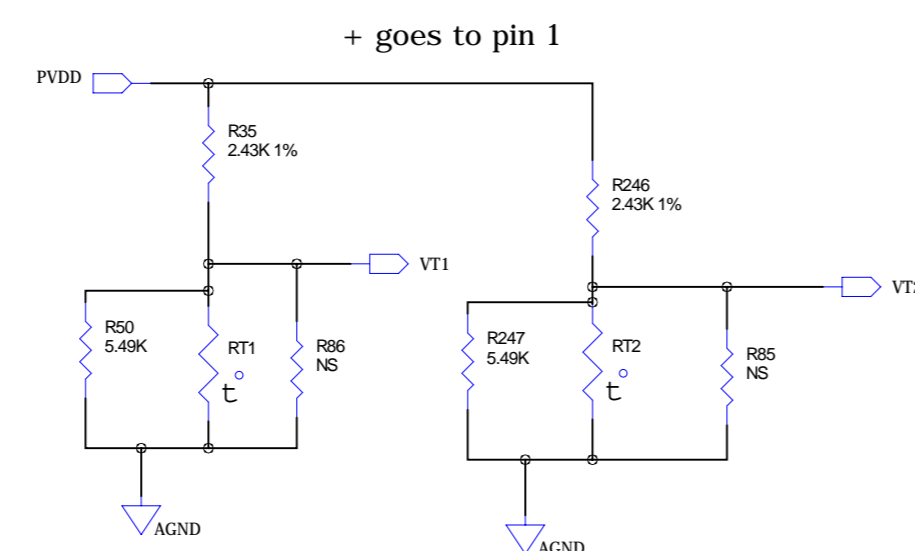 + goes to pin 1
PVDD
R35
2.43K 1%
R246
2.43K 1%
VT1
VT2
R50
5.49K
RT1
t°
R86
NS
R247
5.49K
RT2
t°
R85
NS
AGND
AGND